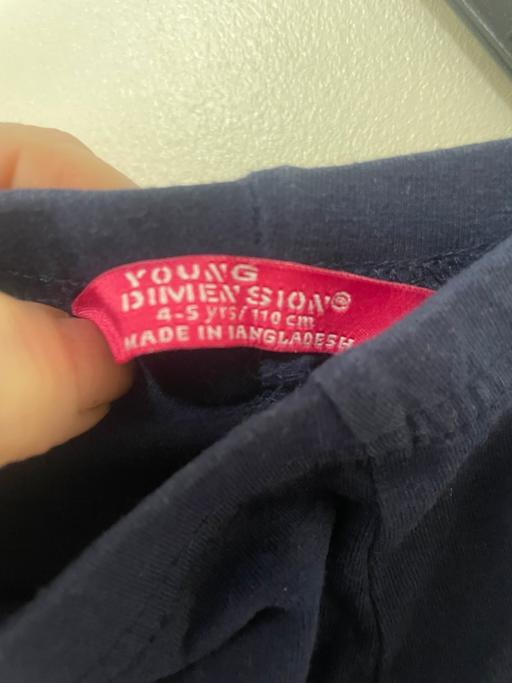 YOUNG
DIMENSION®
4-5 yrs/110 cm
MADE IN BANGLADESH